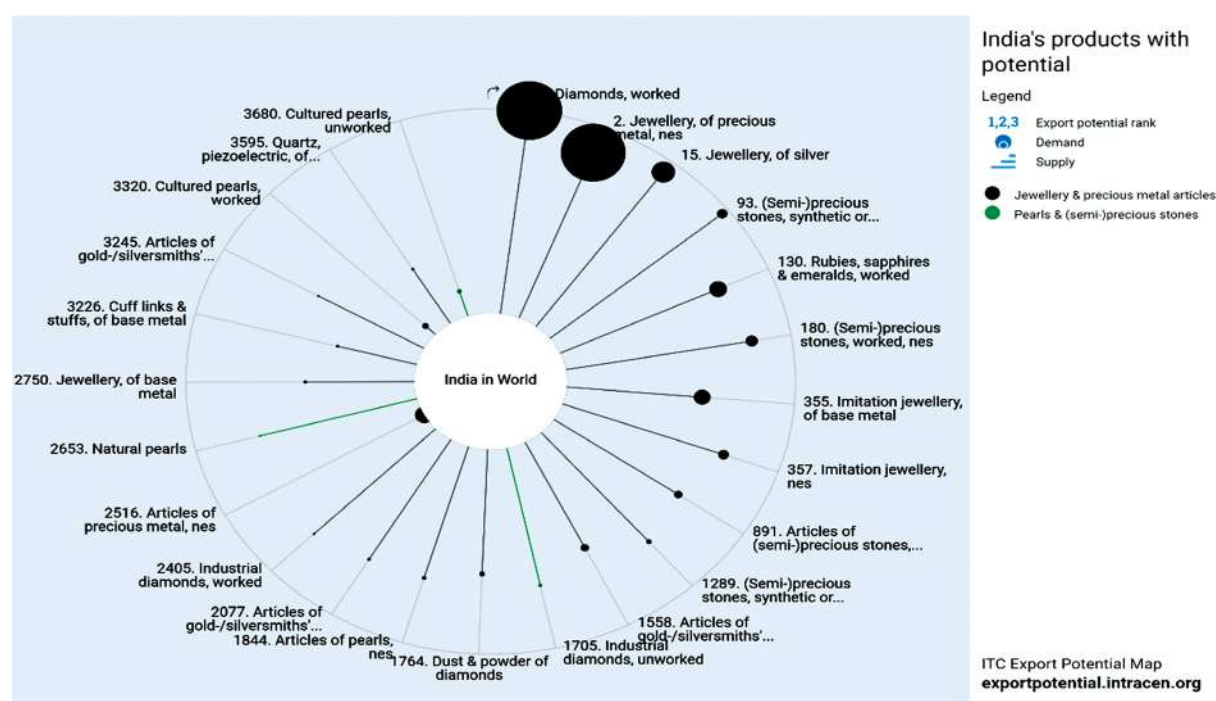 India's products with
potential
Legend
1,2,3 Export potential rank
Demand
Supply
Jewellery & precious metal articles
Pearls & (semi-)precious stones
Diamonds, worked
2. Jewellery, of precious
metal, nes
15. Jewellery, of silver
93. (Semi-)precious
stones, synthetic or...
130. Rubies, sapphires
& emeralds, worked
180. (Semi-)precious
stones, worked, nes
355. Imitation jewellery,
of base metal
357. Imitation jewellery,
nes
891. Articles of
(semi-)precious stones,...
1289. (Semi-)precious
stones, synthetic or...
1558. Articles of
gold-/silversmiths'...
1705. Industrial
diamonds, unworked
1764. Dust & powder of
diamonds
1844. Articles of pearls,
nes
2077. Articles of
gold-/silversmiths'...
2405. Industrial
diamonds, worked
2516. Articles of
precious metal, nes
2653. Natural pearls
2750. Jewellery, of base
metal
3226. Cuff links &
stuffs, of base metal
3245. Articles of
gold-/silversmiths'...
3320. Cultured pearls,
worked
3595. Quartz,
piezoelectric, of...
3680. Cultured pearls,
unworked
India in World
ITC Export Potential Map
exportpotential.intracen.org